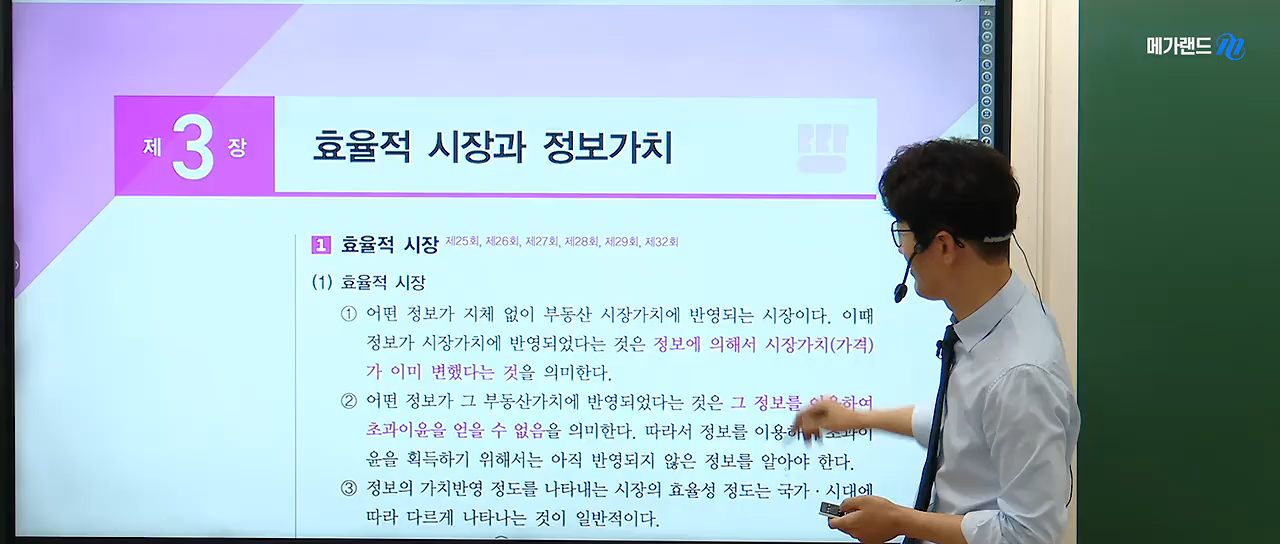 메가랜드
제 3 장 효율적 시장과 정보가치
1 효율적 시장 제25회, 제26회, 제27회, 제28회, 제29회, 제32회
(1) 효율적 시장
① 어떤 정보가 지체 없이 부동산 시장가치에 반영되는 시장이다. 이때
정보가 시장가치에 반영되었다는 것은 정보에 의해서 시장가치(가격)
가 이미 변했다는 것을 의미한다.
② 어떤 정보가 그 부동산가치에 반영되었다는 것은 그 정보를
초과이윤을 얻을 수 없음을 의미한다. 따라서 정보를
윤을 획득하기 위해서는 아직 반영되지 않은 정보를 알아야 한다.
③ 정보의 가치반영 정도를 나타내는 시장의 효율성 정도는 국가·시대에
따라 다르게 나타나는 것이 일반적이다.